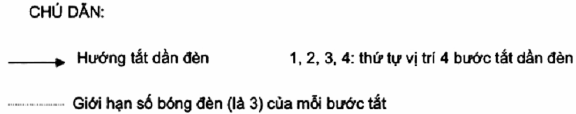 CHÚ DẪN:
Hướng tắt dần đèn 1, 2, 3, 4: thứ tự vị trí 4 bước tắt dần đèn
Giới hạn số bóng đèn (là 3) của mỗi bước tắt